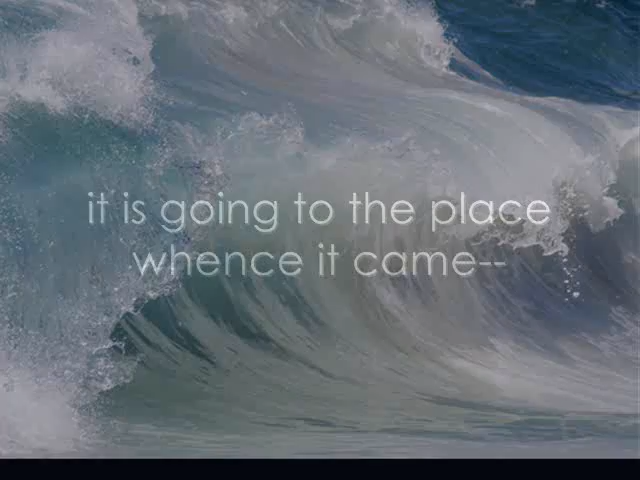 it is going to the place
whence it came--